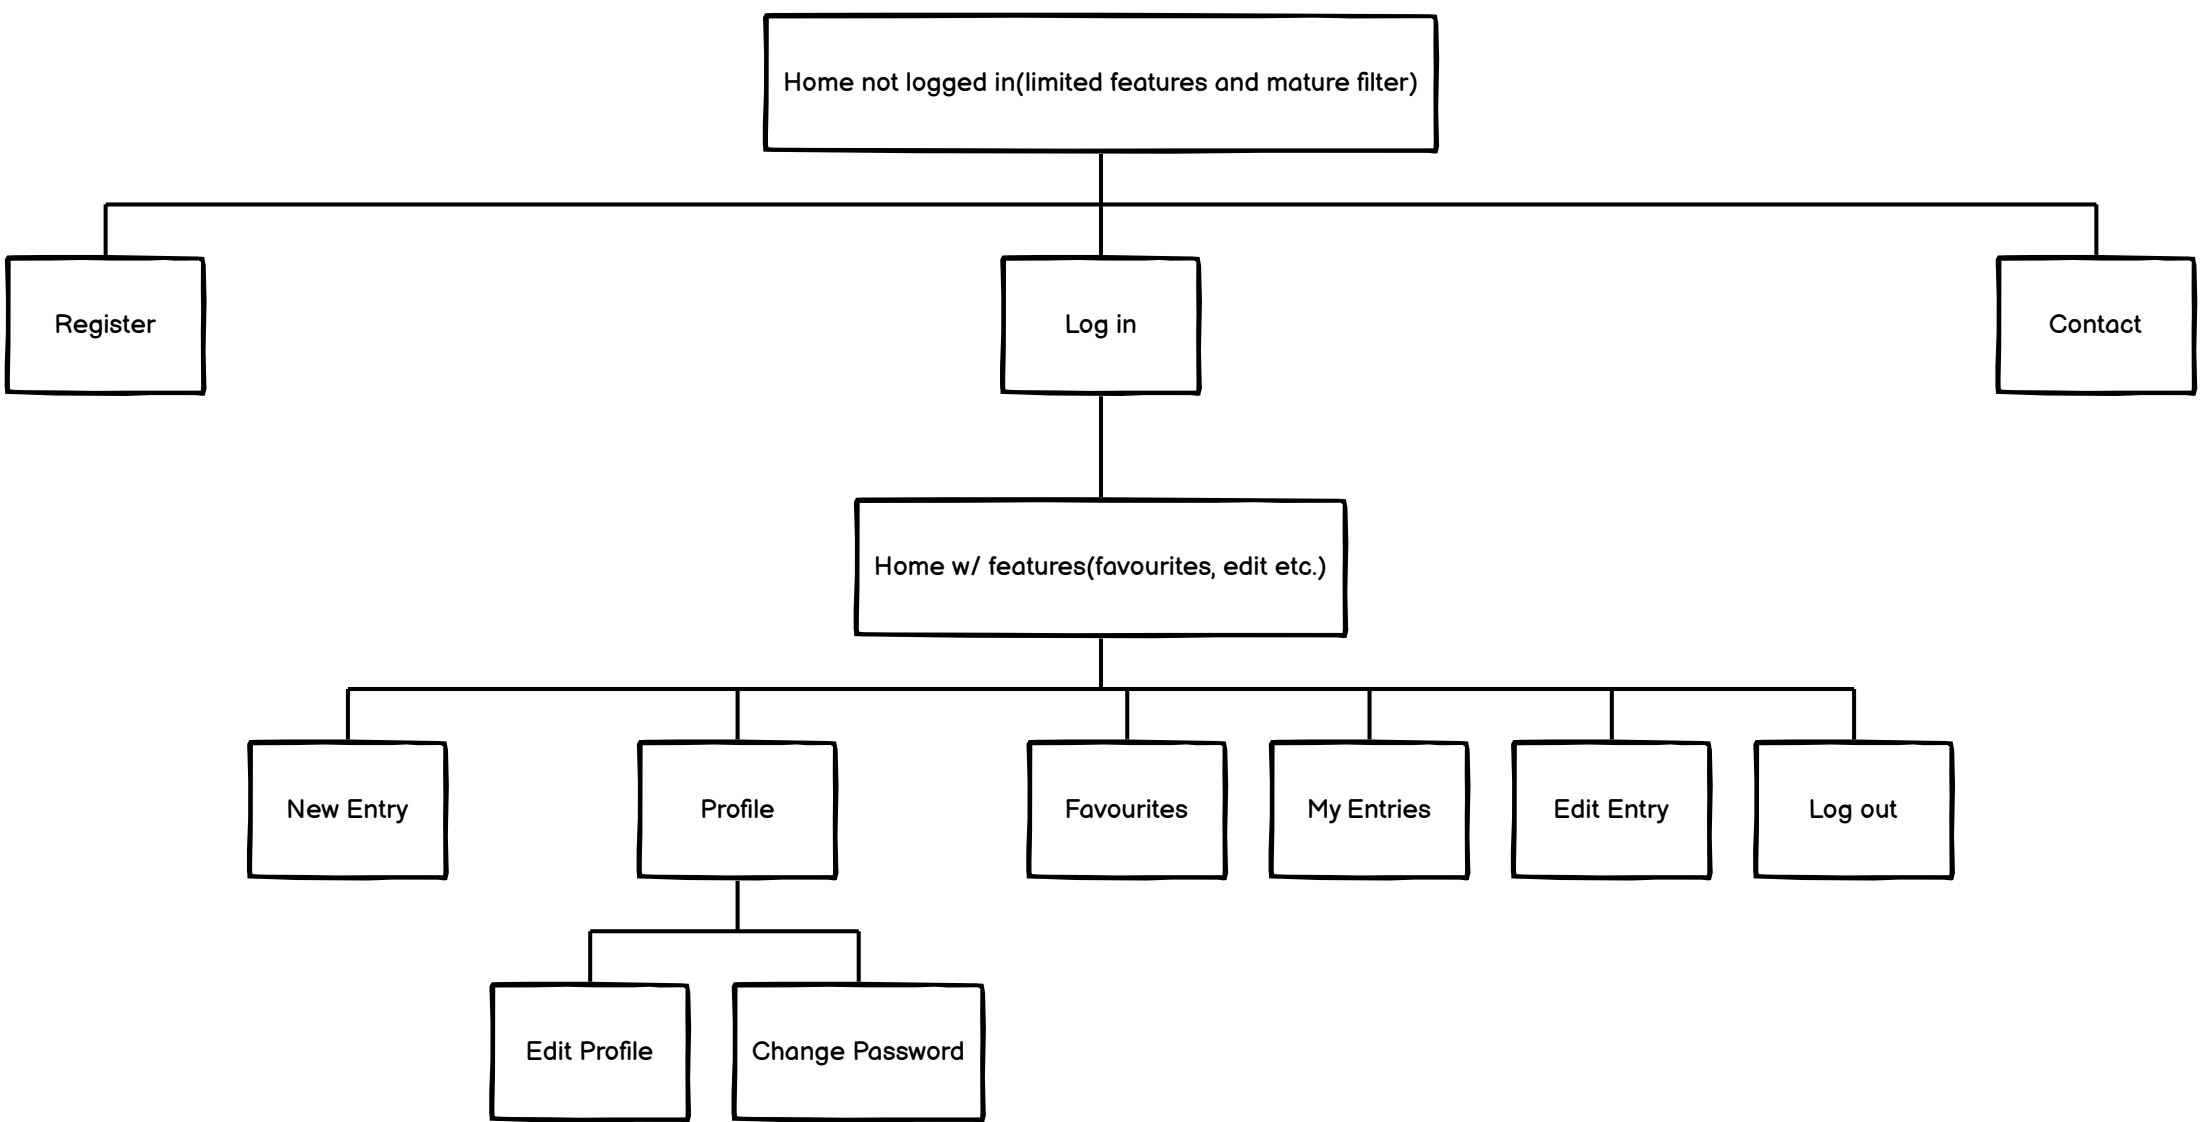 Home not logged in(limited features and mature filter)
Register
Log in
Contact
Home w/ features(favourites, edit etc.)
New Entry
Profile
Favourites
My Entries
Edit Entry
Log out
Edit Profile
Change Password